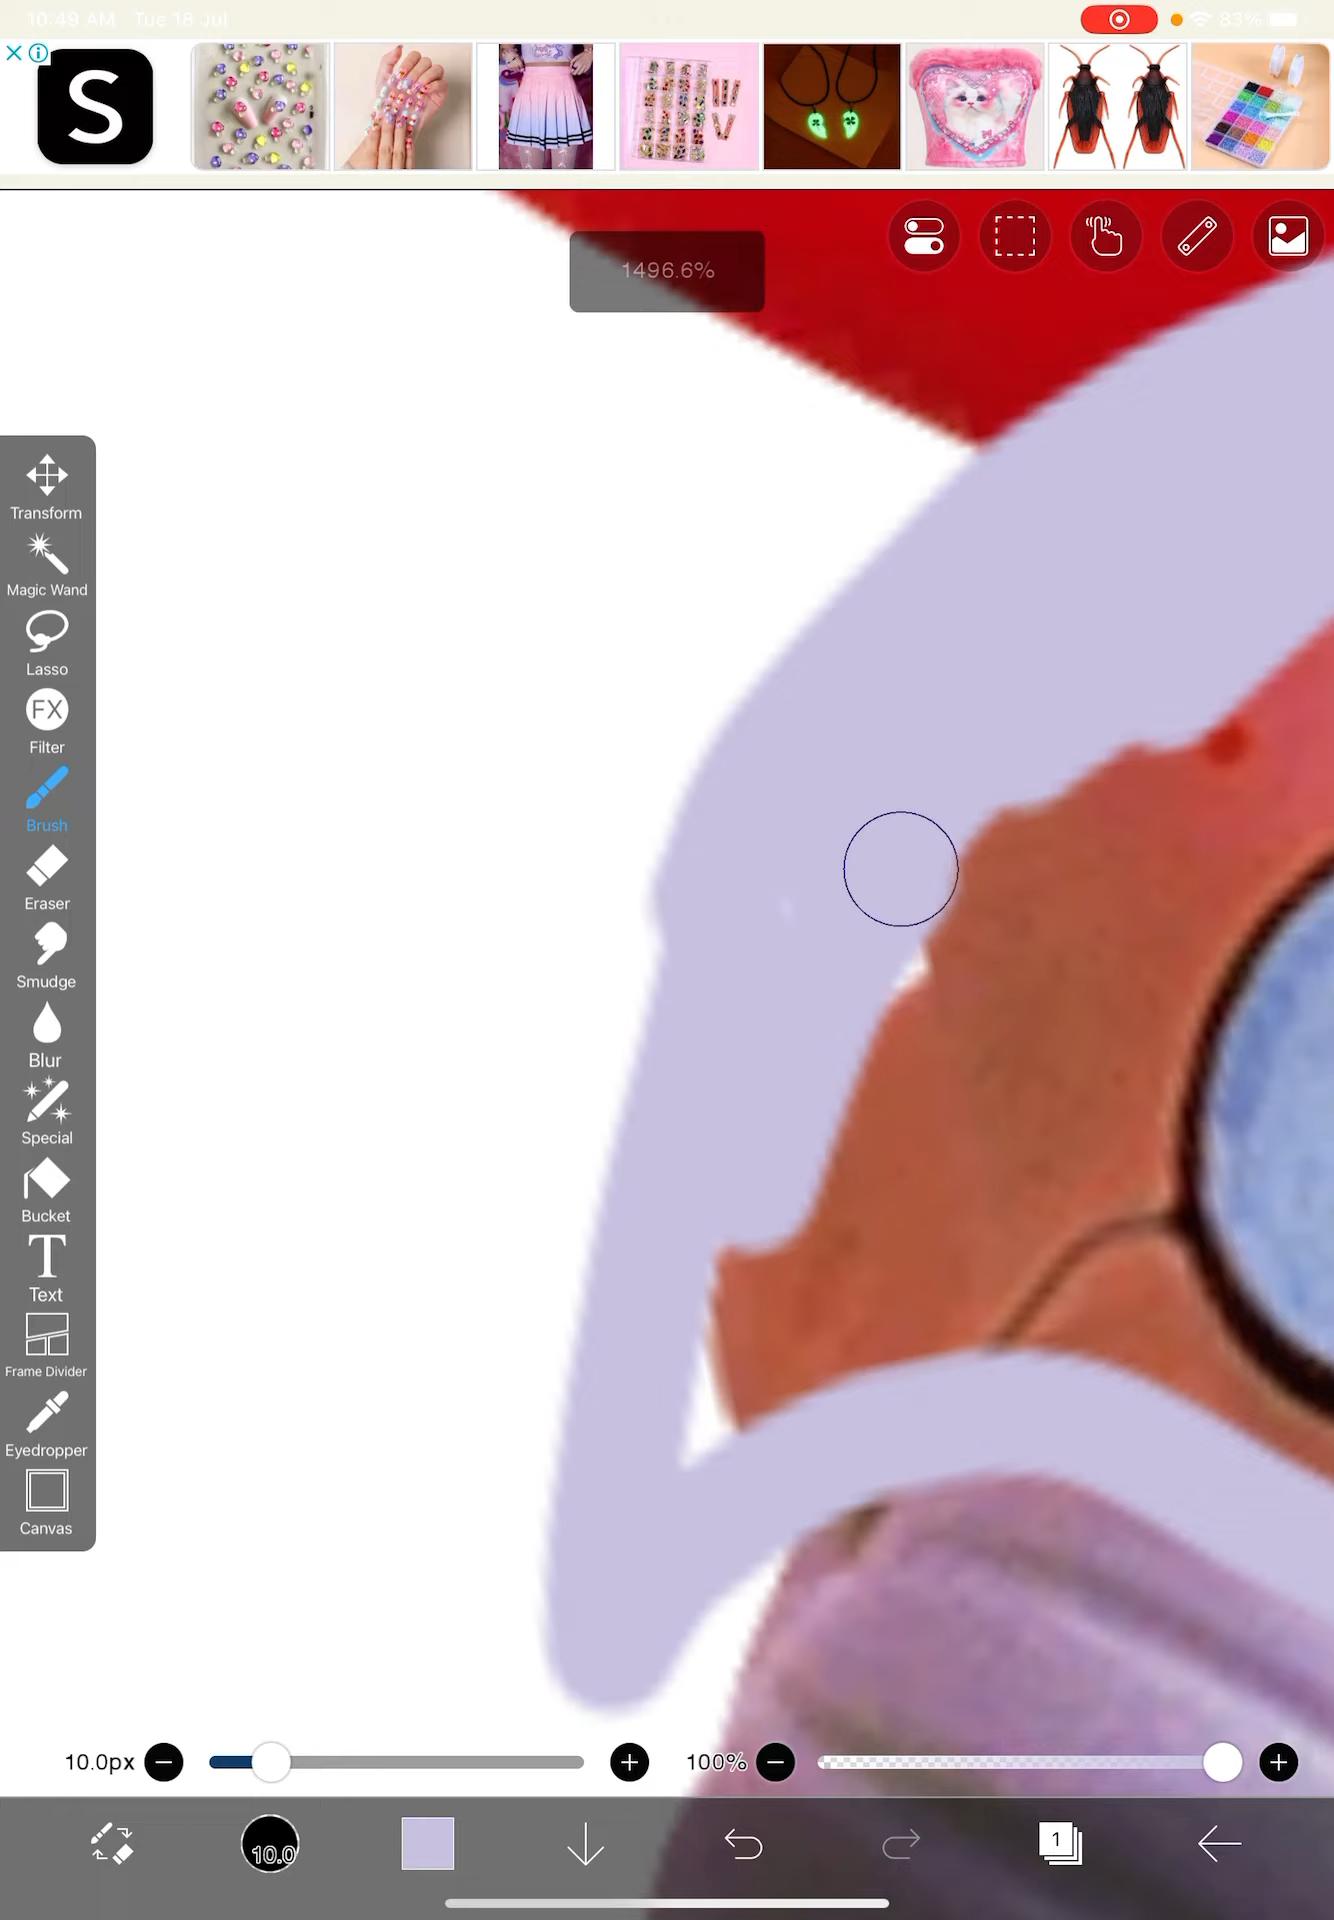 10:49 AM Tue 18 Jul
83%
S
1496.6%
Transform
Magic Wand
Lasso
FX
Filter
Brush
Eraser
Smudge
Blur
Special
Bucket
T
Text
Frame Divider
Eyedropper
Canvas
10.0px
100%
10.0
1